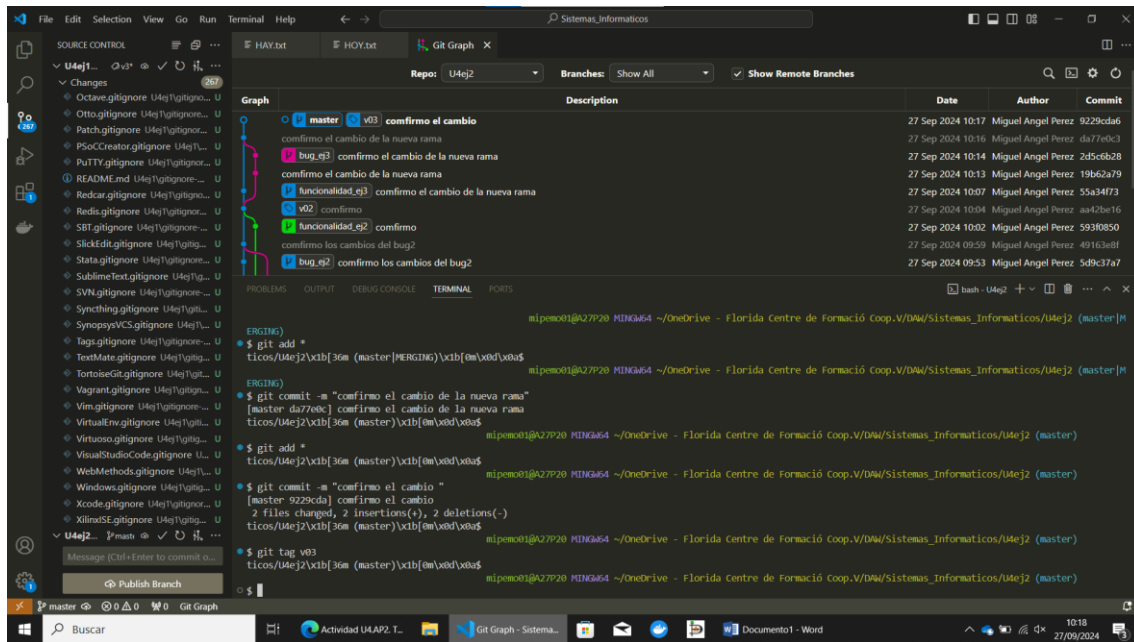 File Edit Selection View Go Run Terminal Help
Sistemas_Informaticos
SOURCE CONTROL
HAY.txt
HOY.txt
Git Graph
U4ej1... v3*
Changes 267
Octave.gitignore U4ej1\gitigno... U
Otto.gitignore U4ej1\gitignore... U
Patch.gitignore U4ej1\gitignor... U
PSoCCreator.gitignore U4ej1\... U
PuTTY.gitignore U4ej1\gitignor... U
README.md U4ej1\gitignore-... U
Redcar.gitignore U4ej1\gitigno... U
Redis.gitignore U4ej1\gitignor... U
SBT.gitignore U4ej1\gitignore-... U
SlickEdit.gitignore U4ej1\gitig... U
Stata.gitignore U4ej1\gitignore... U
SublimeText.gitignore U4ej1\gi... U
SVN.gitignore U4ej1\gitignore-... U
Syncthing.gitignore U4ej1\giti... U
SynopsysVCS.gitignore U4ej1\... U
Tags.gitignore U4ej1\gitignore-... U
TextMate.gitignore U4ej1\gitig... U
TortoiseGit.gitignore U4ej1\git... U
Vagrant.gitignore U4ej1\gitign... U
Vim.gitignore U4ej1\gitignore-... U
VirtualEnv.gitignore U4ej1\giti... U
Virtuoso.gitignore U4ej1\gitig... U
VisualStudioCode.gitignore U... U
WebMethods.gitignore U4ej1\... U
Windows.gitignore U4ej1\gitig... U
Xcode.gitignore U4ej1\gitignor... U
XilinxISE.gitignore U4ej1\gitig... U
U4ej2... maste
Message (Ctrl+Enter to commit o...
Publish Branch
Repo: U4ej2 Branches: Show All Show Remote Branches
Graph Description Date Author Commit
master v03 comfirmo el cambio 27 Sep 2024 10:17 Miguel Angel Perez 9229cda6
comfirmo el cambio de la nueva rama 27 Sep 2024 10:16 Miguel Angel Perez da77e0c3
bug_ej3 comfirmo el cambio de la nueva rama 27 Sep 2024 10:14 Miguel Angel Perez 2d5c6b28
comfirmo el cambio de la nueva rama 27 Sep 2024 10:13 Miguel Angel Perez 19b62a79
funcionalidad_ej3 comfirmo el cambio de la nueva rama 27 Sep 2024 10:07 Miguel Angel Perez 55a34f73
v02 comfirmo 27 Sep 2024 10:04 Miguel Angel Perez aa42be16
funcionalidad_ej2 comfirmo 27 Sep 2024 10:02 Miguel Angel Perez 593f0850
comfirmo los cambios del bug2 27 Sep 2024 09:59 Miguel Angel Perez 49163e8f
bug_ej2 comfirmo los cambios del bug2 27 Sep 2024 09:53 Miguel Angel Perez 5d9c37a7
PROBLEMS OUTPUT DEBUG CONSOLE TERMINAL PORTS
bash - U4ej2
mipemo01@A27P20 MINGW64 ~/OneDrive - Florida Centre de Formació Coop.V/DAW/Sistemas_Informaticos/U4ej2 (master|M
ERGING)
$ git add *
ticos/U4ej2\x1b[36m (master|MERGING)\x1b[0m\x0d\x0a$
mipemo01@A27P20 MINGW64 ~/OneDrive - Florida Centre de Formació Coop.V/DAW/Sistemas_Informaticos/U4ej2 (master|M
ERGING)
$ git commit -m "comfirmo el cambio de la nueva rama"
[master da77e0c] comfirmo el cambio de la nueva rama
ticos/U4ej2\x1b[36m (master)\x1b[0m\x0d\x0a$
mipemo01@A27P20 MINGW64 ~/OneDrive - Florida Centre de Formació Coop.V/DAW/Sistemas_Informaticos/U4ej2 (master)
$ git add *
ticos/U4ej2\x1b[36m (master)\x1b[0m\x0d\x0a$
mipemo01@A27P20 MINGW64 ~/OneDrive - Florida Centre de Formació Coop.V/DAW/Sistemas_Informaticos/U4ej2 (master)
$ git commit -m "comfirmo el cambio "
[master 9229cda] comfirmo el cambio
2 files changed, 2 insertions(+), 2 deletions(-)
ticos/U4ej2\x1b[36m (master)\x1b[0m\x0d\x0a$
mipemo01@A27P20 MINGW64 ~/OneDrive - Florida Centre de Formació Coop.V/DAW/Sistemas_Informaticos/U4ej2 (master)
$ git tag v03
ticos/U4ej2\x1b[36m (master)\x1b[0m\x0d\x0a$
mipemo01@A27P20 MINGW64 ~/OneDrive - Florida Centre de Formació Coop.V/DAW/Sistemas_Informaticos/U4ej2 (master)
$
master 0 0 0 Git Graph
Buscar
Actividad U4.AP2. T...
Git Graph - Sistema...
Documento1 - Word
10:18
27/09/2024